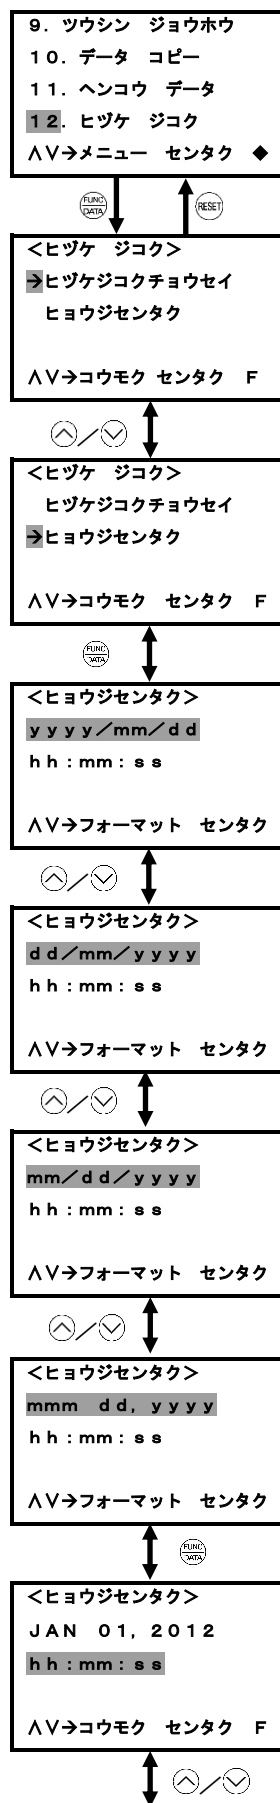 ９．ツウシン　ジョウホウ
１０．データ　コピー
１１．ヘンコウ　データ
１２．ヒヅケ　ジコク
∧∨→メニュー　センタク　◆
FUNC DATA
RESET
＜ヒヅケ　ジコク＞
→ヒヅケジコクチョウセイ
ヒョウジセンタク
∧∨→コウモク センタク　Ｆ
∧／∨
＜ヒヅケ　ジコク＞
ヒヅケジコクチョウセイ
→ヒョウジセンタク
∧∨→コウモク　センタク　Ｆ
FUNC DATA
＜ヒョウジセンタク＞
ｙｙｙｙ／ｍｍ／ｄｄ
ｈｈ：ｍｍ：ｓｓ
∧∨→フォーマット　センタク
∧／∨
＜ヒョウジセンタク＞
ｄｄ／ｍｍ／ｙｙｙｙ
ｈｈ：ｍｍ：ｓｓ
∧∨→フォーマット　センタク
∧／∨
＜ヒョウジセンタク＞
ｍｍ／ｄｄ／ｙｙｙｙ
ｈｈ：ｍｍ：ｓｓ
∧∨→フォーマット　センタク
∧／∨
＜ヒョウジセンタク＞
ｍｍｍ　ｄｄ，ｙｙｙｙ
ｈｈ：ｍｍ：ｓｓ
∧∨→フォーマット　センタク
FUNC DATA
＜ヒョウジセンタク＞
ＪＡＮ　０１，２０１２
ｈｈ：ｍｍ：ｓｓ
∧∨→コウモク　センタク　Ｆ
∧／∨